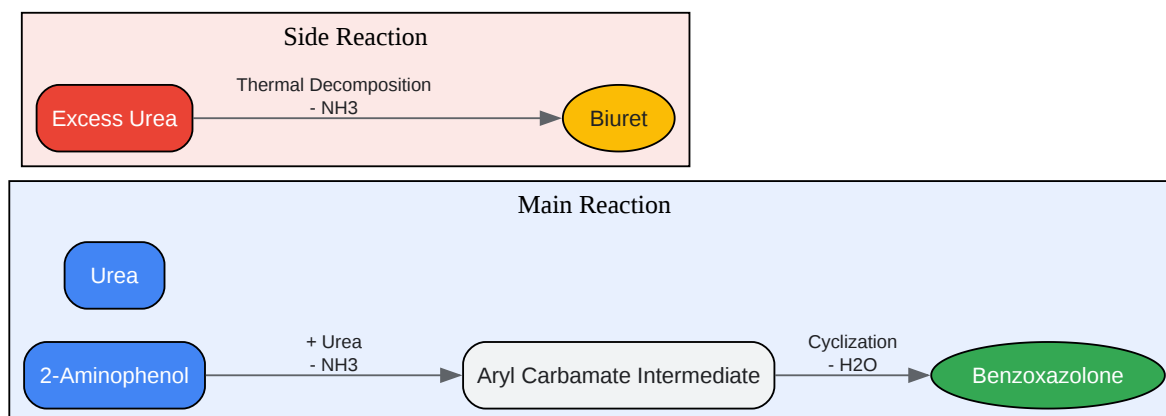 Side Reaction
Excess Urea
Thermal Decomposition
- NH3
Biuret
Main Reaction
Urea
2-Aminophenol
+ Urea
- NH3
Aryl Carbamate Intermediate
Cyclization
- H2O
Benzoxazolone